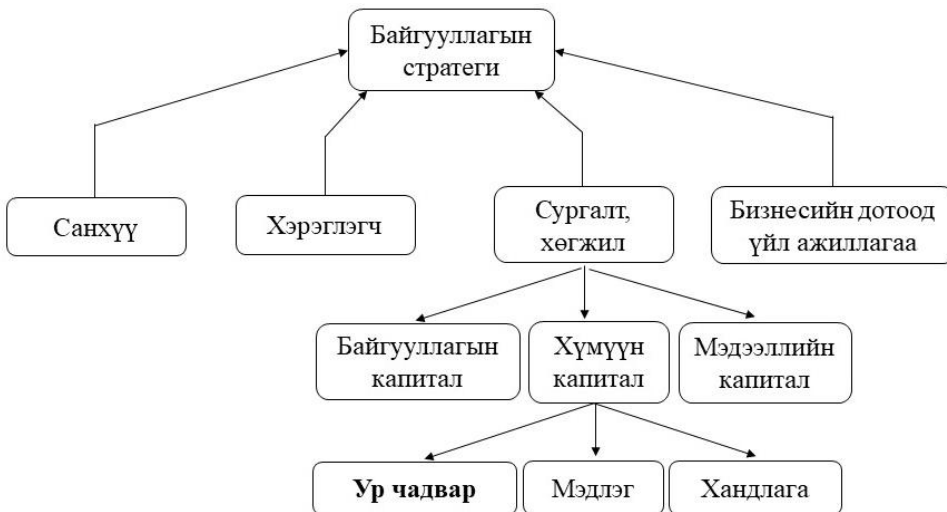 Байгууллагын
стратеги
Санхүү
Хэрэглэгч
Сургалт,
хөгжил
Бизнесийн дотоод
үйл ажиллагаа
Байгууллагын
капитал
Хүмүүн
капитал
Мэдээллийн
капитал
Ур чадвар
Мэдлэг
Хандлага